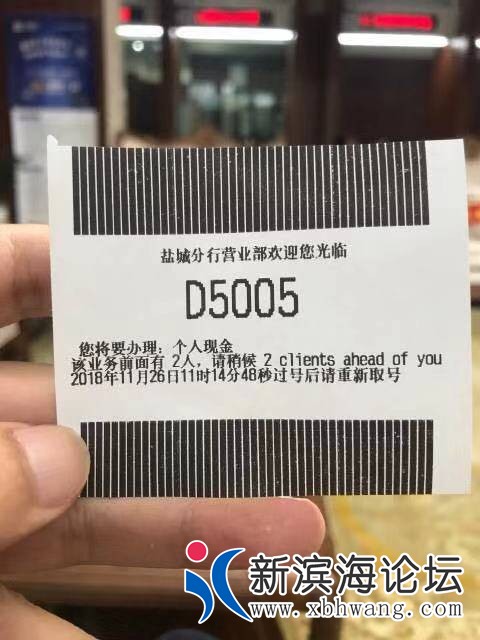 盐城分行营业部欢迎您光临
D5005
您将要办理：个人现金
该业务前面有 2人，请稍候 2 clients ahead of you
2018年11月26日11时14分48秒过号后请重新取号
新滨海论坛
www.xbhwang.com